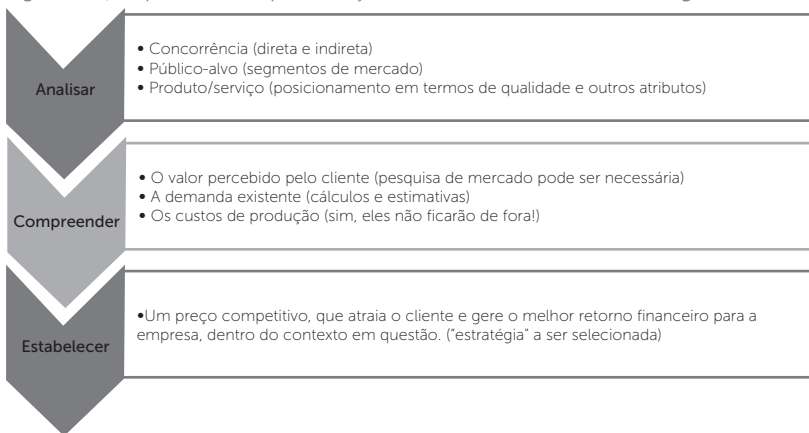 Analisar
• Concorrência (direta e indireta)
• Público-alvo (segmentos de mercado)
• Produto/serviço (posicionamento em termos de qualidade e outros atributos)
Compreender
• O valor percebido pelo cliente (pesquisa de mercado pode ser necessária)
• A demanda existente (cálculos e estimativas)
• Os custos de produção (sim, eles não ficarão de fora!)
Estabelecer
•Um preço competitivo, que atraia o cliente e gere o melhor retorno financeiro para a
empresa, dentro do contexto em questão. ("estratégia" a ser selecionada)